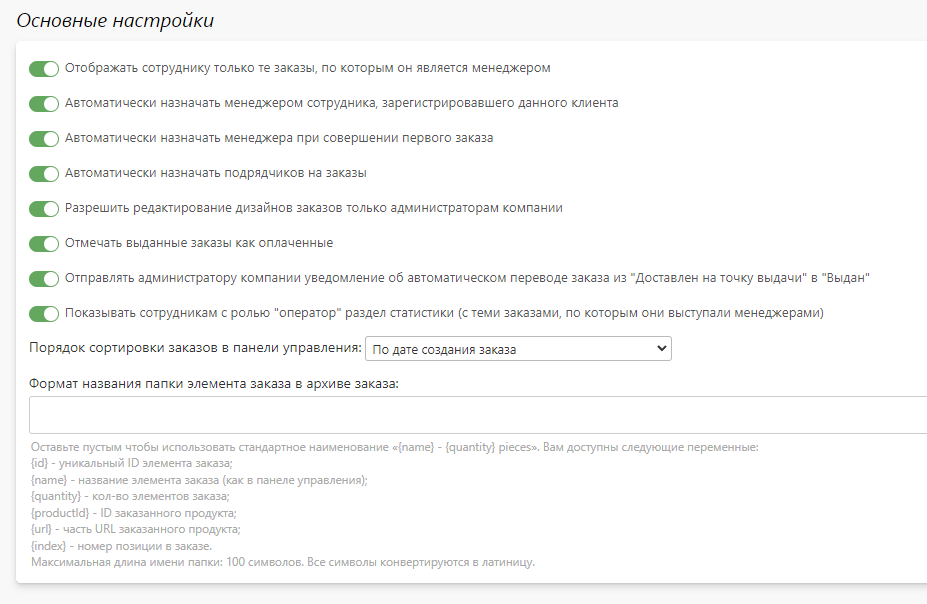 Основные настройки
Отображать сотруднику только те заказы, по которым он является менеджером
Автоматически назначать менеджером сотрудника, зарегистрировавшего данного клиента
Автоматически назначать менеджера при совершении первого заказа
Автоматически назначать подрядчиков на заказы
Разрешить редактирование дизайнов заказов только администраторам компании
Отмечать выданные заказы как оплаченные
Отправлять администратору компании уведомление об автоматическом переводе заказа из "Доставлен на точку выдачи" в "Выдан"
Показывать сотрудникам с ролью "оператор" раздел статистики (с теми заказами, по которым они выступали менеджерами)
Порядок сортировки заказов в панели управления: По дате создания заказа
Формат названия папки элемента заказа в архиве заказа:
Оставьте пустым чтобы использовать стандартное наименование «{name} - {quantity} pieces». Вам доступны следующие переменные:
{id} - уникальный ID элемента заказа;
{name} - название элемента заказа (как в панеле управления);
{quantity} - кол-во элементов заказа;
{productId} - ID заказанного продукта;
{url} - часть URL заказанного продукта;
{index} - номер позиции в заказе.
Максимальная длина имени папки: 100 символов. Все символы конвертируются в латиницу.